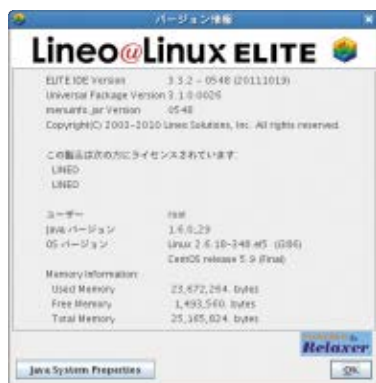 バージョン情報
Lineo@Linux ELITE
ELITE IDE Version 3.3.2 - 0548 (20111019)
Universal Package Version 3.1.0.0026
menuinfo.jar Version 0548
Copyright(C) 2003-2010 Lineo Solutions, Inc. All rights reserved.
この製品は次の方にライセンスされています:
LINEO
LINEO
ユーザー root
Java バージョン 1.6.0_29
OS バージョン Linux 2.6.18-348.el5 (i386)
CentOS release 5.9 (Final)
Memory Information:
Used Memory 23,672,264. bytes
Free Memory 1,493,560. bytes
Total Memory 25,165,824. bytes
Relaxer
Java System Properties
OK